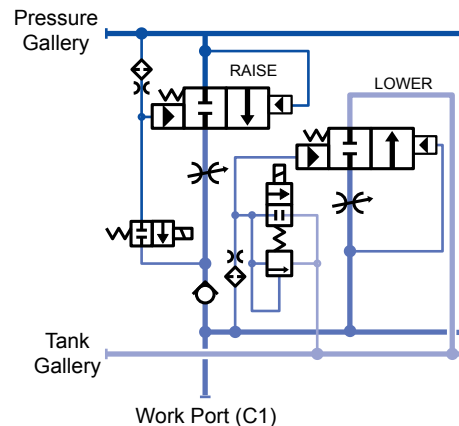 Pressure
Gallery
RAISE
LOWER
Tank
Gallery
Work Port (C1)